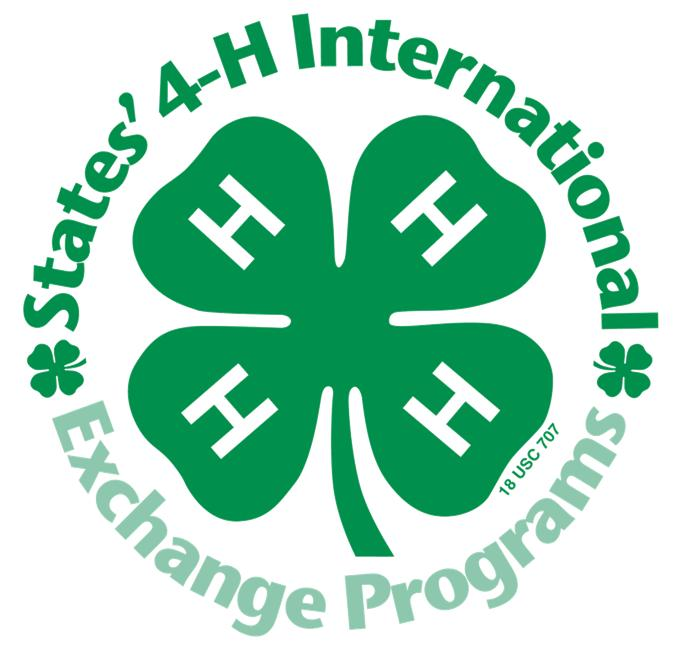 States' 4-H International
H H
H H
18 USC 707
Exchange Programs